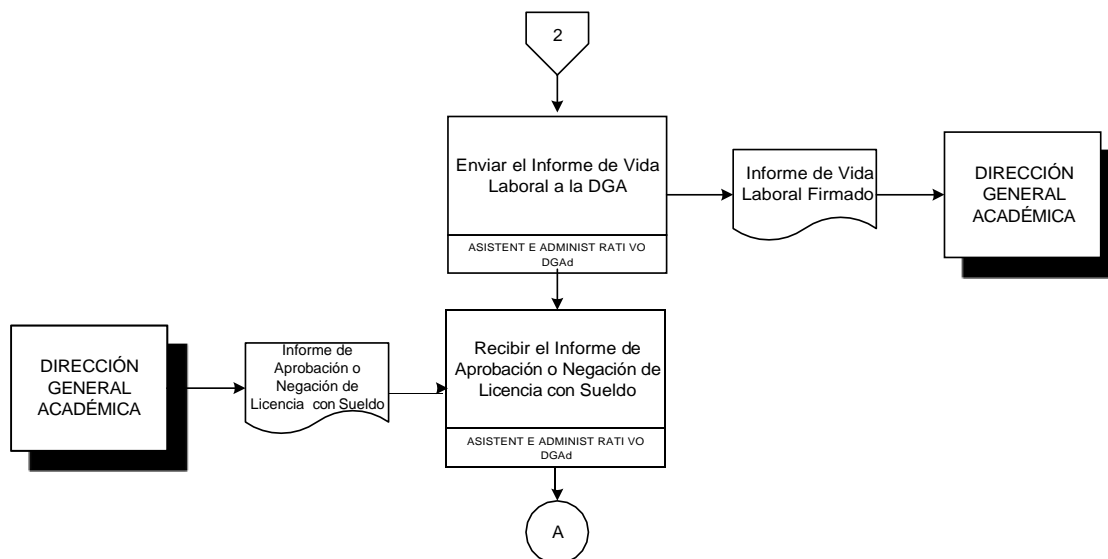 2
Enviar el Informe de Vida
Laboral a la DGA
ASISTENT E ADMINIST RATI VO
DGAd
Informe de Vida
Laboral Firmado
DIRECCIÓN
GENERAL
ACADÉMICA
DIRECCIÓN
GENERAL
ACADÉMICA
Informe de
Aprobación o
Negación de
Licencia con Sueldo
Recibir el Informe de
Aprobación o Negación de
Licencia con Sueldo
ASISTENT E ADMINIST RATI VO
DGAd
A